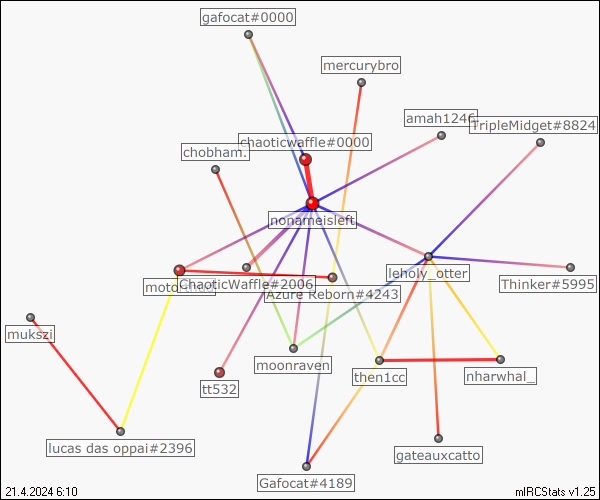 gafocat#0000
mercurybro
amah1246
TripleMidget#8824
chaoticwaffle#0000
chobham.
nonameisleft
leholy_otter
Thinker#5995
ChaoticWaffle#2006
Azure Reborn#4243
mukszi
moonraven
then1cc
nharwhal_
tt532
lucas das oppai#2396
gateauxcatto
Gafocat#4189
21.4.2024 6:10
mIRCStats v1.25